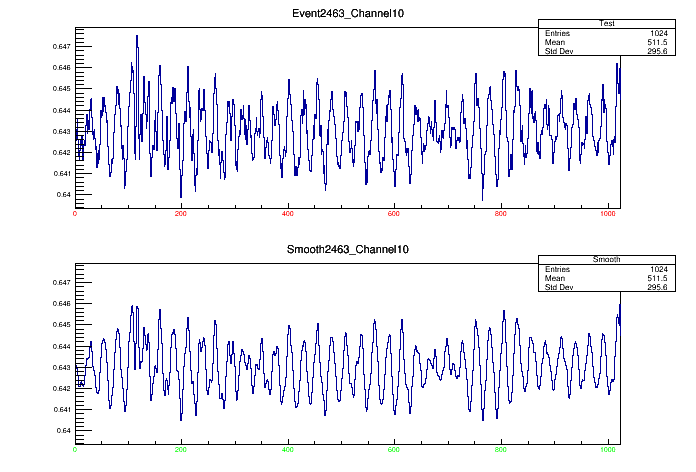 Event2463_Channel10
Test
Entries 1024
Mean 511.5
Std Dev 295.6
0.647
0.646
0.645
0.644
0.643
0.642
0.641
0.64
0 200 400 600 800 1000
Smooth2463_Channel10
Smooth
Entries 1024
Mean 511.5
Std Dev 295.6
0.647
0.646
0.645
0.644
0.643
0.642
0.641
0.64
0 200 400 600 800 1000